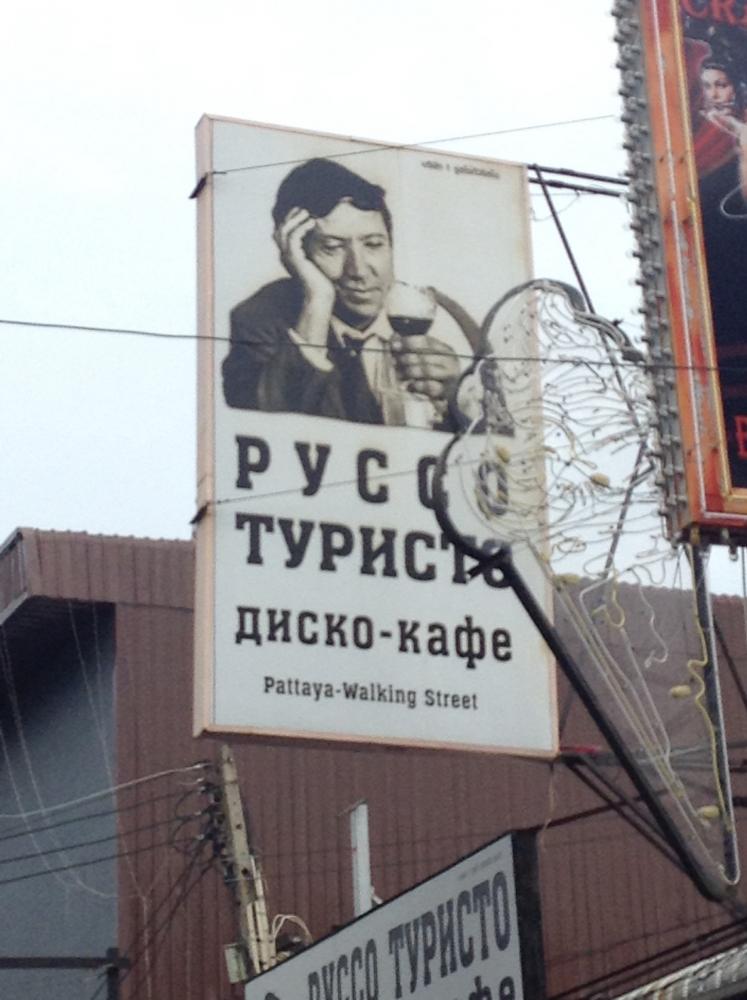 РУССО
ТУРИСТО
диско-кафе
Pattaya-Walking Street
РУССО ТУРИСТО